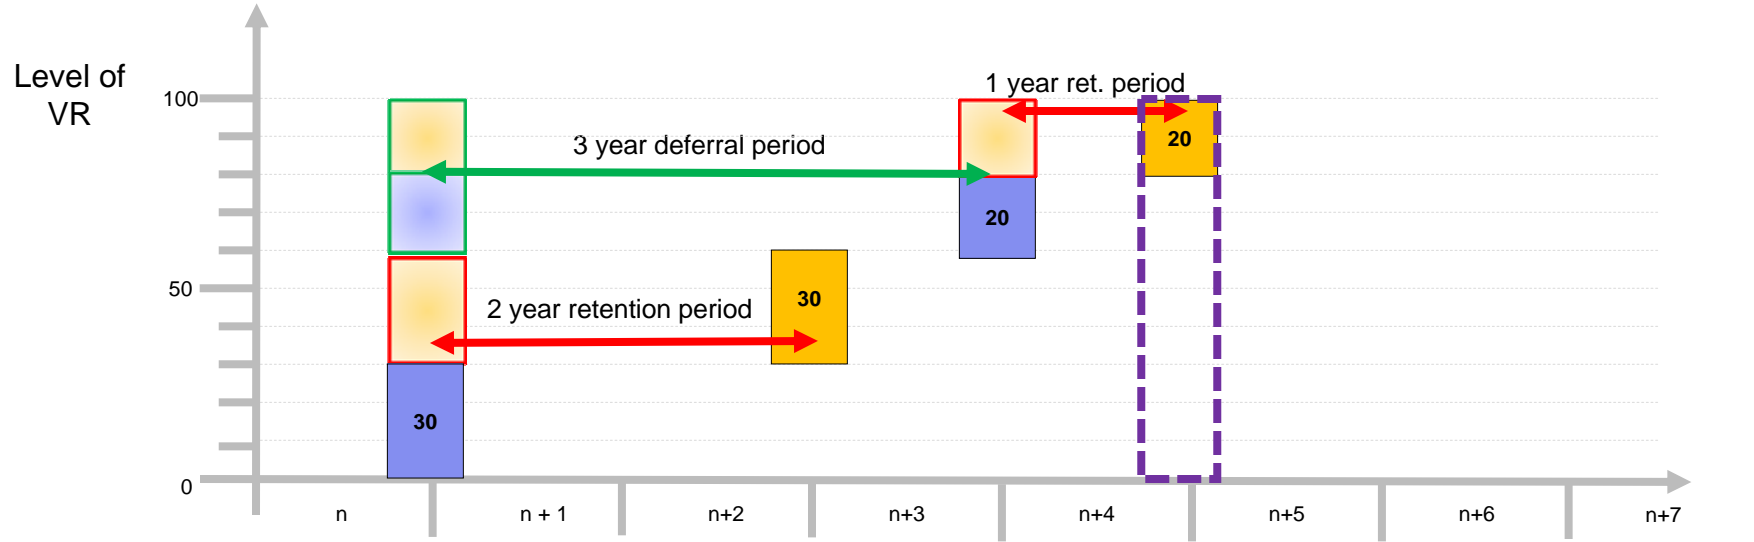 Level of
VR
1 year ret. period
100
3 year deferral period
20
20
50
2 year retention period
30
30
0
n
n + 1
n+2
n+3
n+4
n+5
n+6
n+7